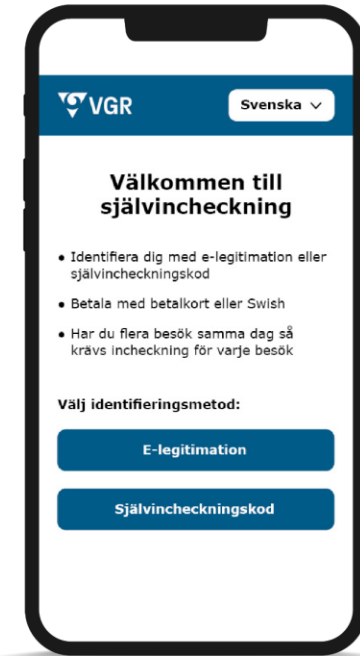 VGR
Svenska
Välkommen till
självincheckning
• Identifiera dig med e-legitimation eller
självincheckningskod
• Betala med betalkort eller Swish
• Har du flera besök samma dag så
krävs incheckning för varje besök
Välj identifieringsmetod:
E-legitimation
Självincheckningskod